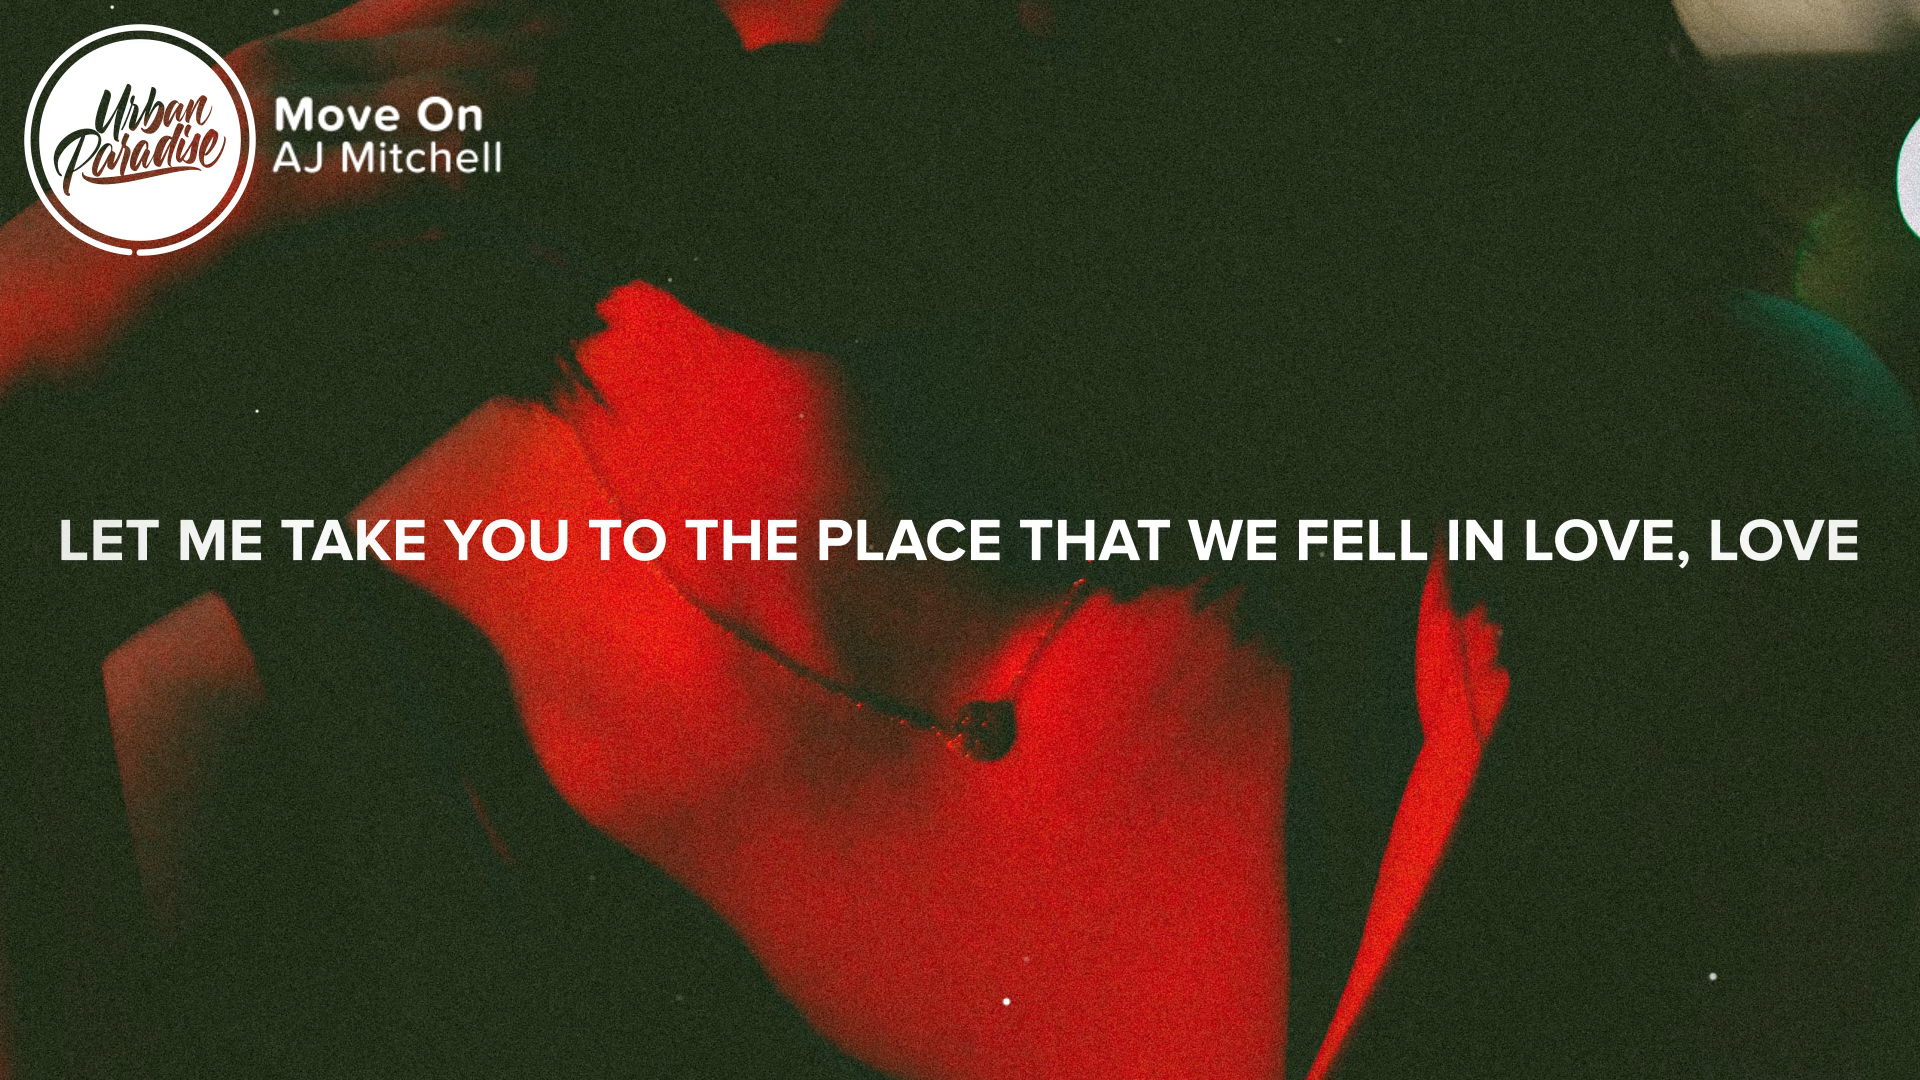 Urban
Paradise
Move On
AJ Mitchell
LET ME TAKE YOU TO THE PLACE THAT WE FELL IN LOVE, LOVE